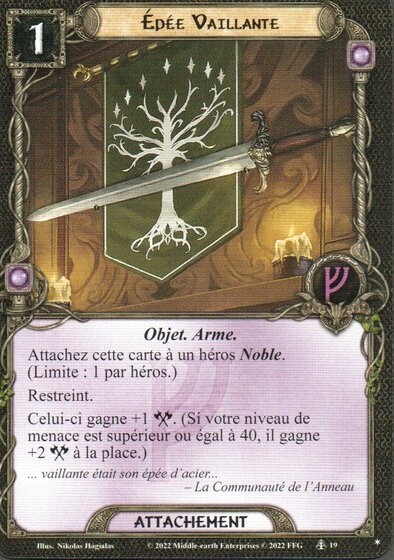 1
Épée Vaillante
Objet. Arme.
Attachez cette carte à un héros Noble.
(Limite : 1 par héros.)
Restreint.
Celui-ci gagne +1 . (Si votre niveau de
menace est supérieur ou égal à 40, il gagne
+2 à la place.)
... vaillante était son épée d'acier...
– La Communauté de l'Anneau
ATTACHEMENT
Illus. Nikolas Hagialas © 2022 Middle-earth Enterprises © 2022 FFG 19